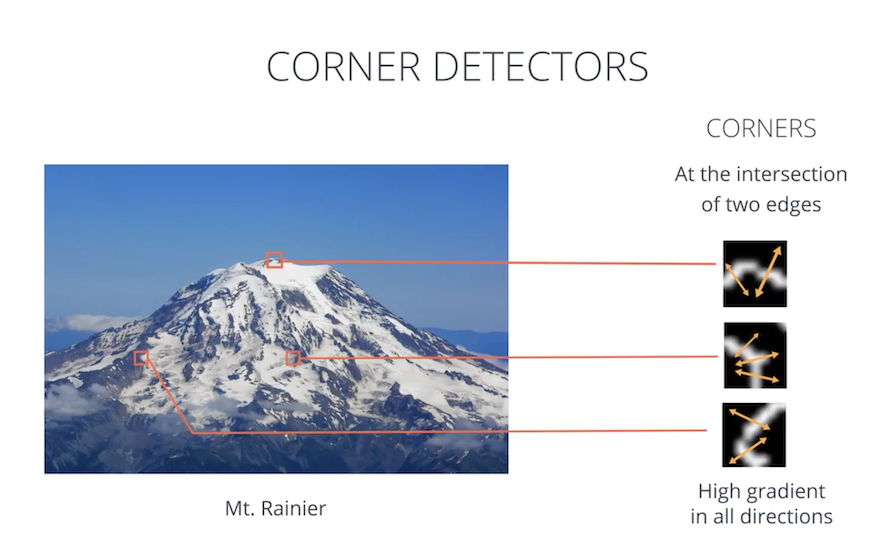 CORNER DETECTORS
CORNERS
At the intersection
of two edges
High gradient
in all directions
Mt. Rainier